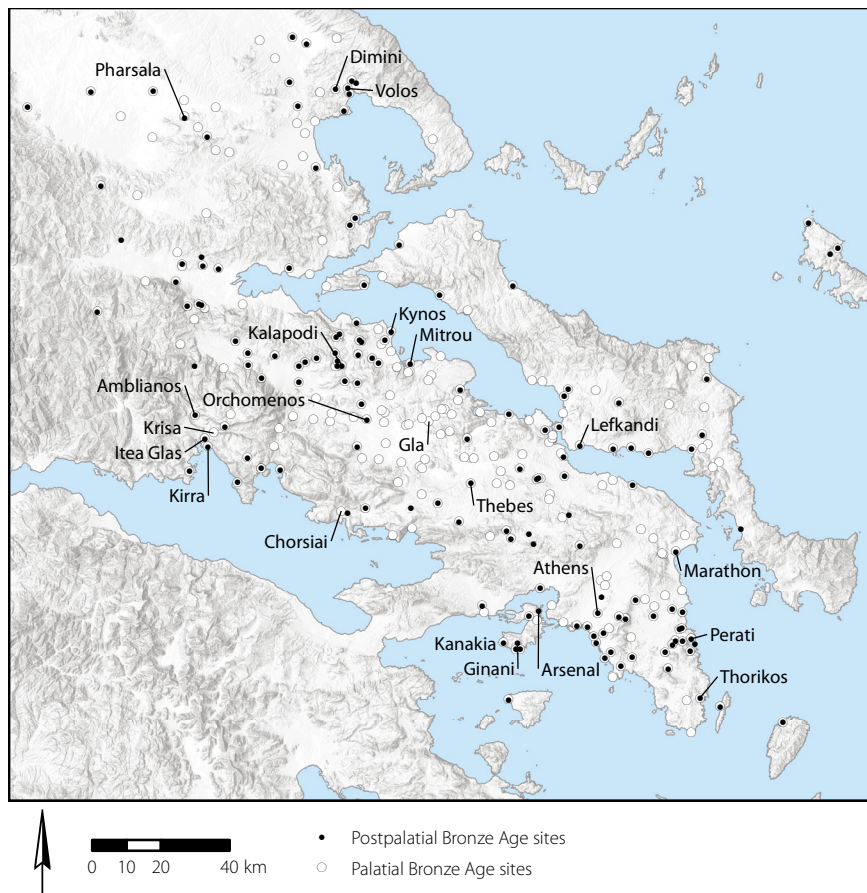 Dimini
Pharsala
Volos
Kynos
Kalapodi
Mitrou
Amblianos
Orchomenos
Krisa
Lefkandi
Itea Glas
Gla
Kirra
Thebes
Chorsiai
Athens
Marathon
Kanakia
Perati
Ginani
Arsenal
Thorikos
0 10 20 40 km
Postpalatial Bronze Age sites
Palatial Bronze Age sites